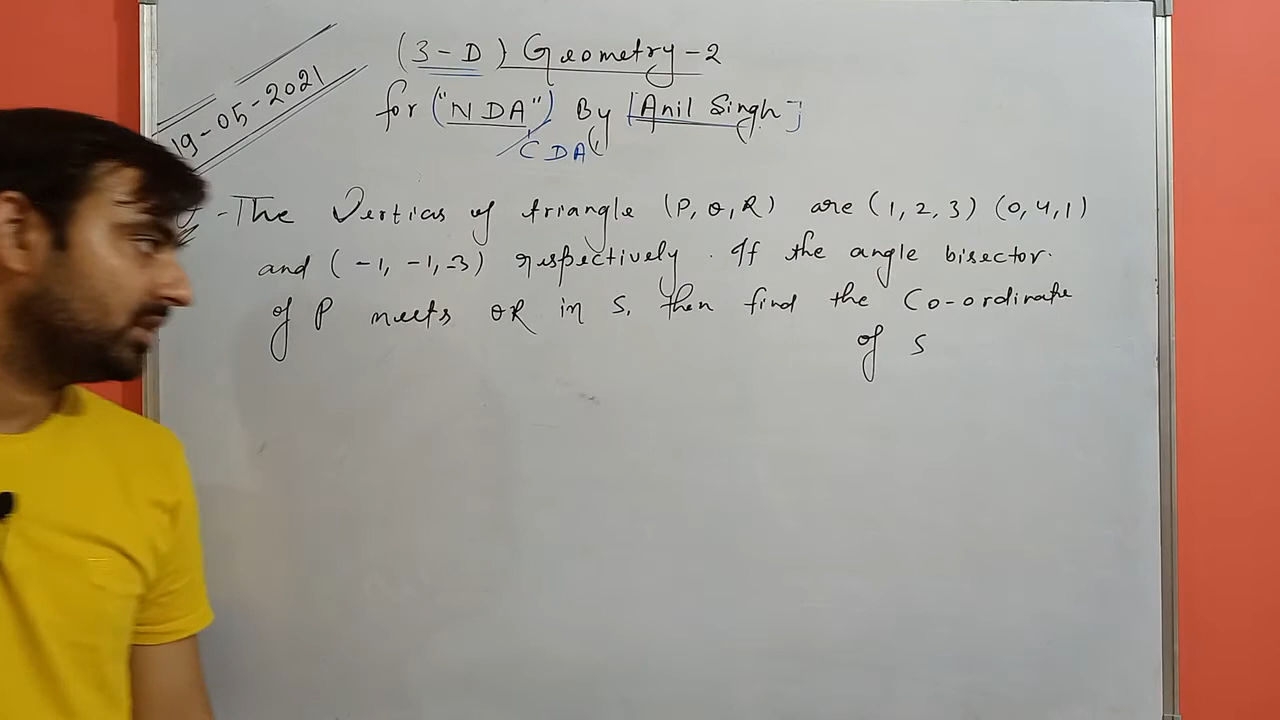 (3-D) Geometry-2
19-05-2021
for ("NDA") By [Anil Singh]
CDA
The Vertias of triangle (P, Q, R) are (1, 2, 3) (0, 4, 1)
and (-1, -1, -3) respectively. If the angle bisector.
of P meets QR in S, then find the Co-ordinate
of S